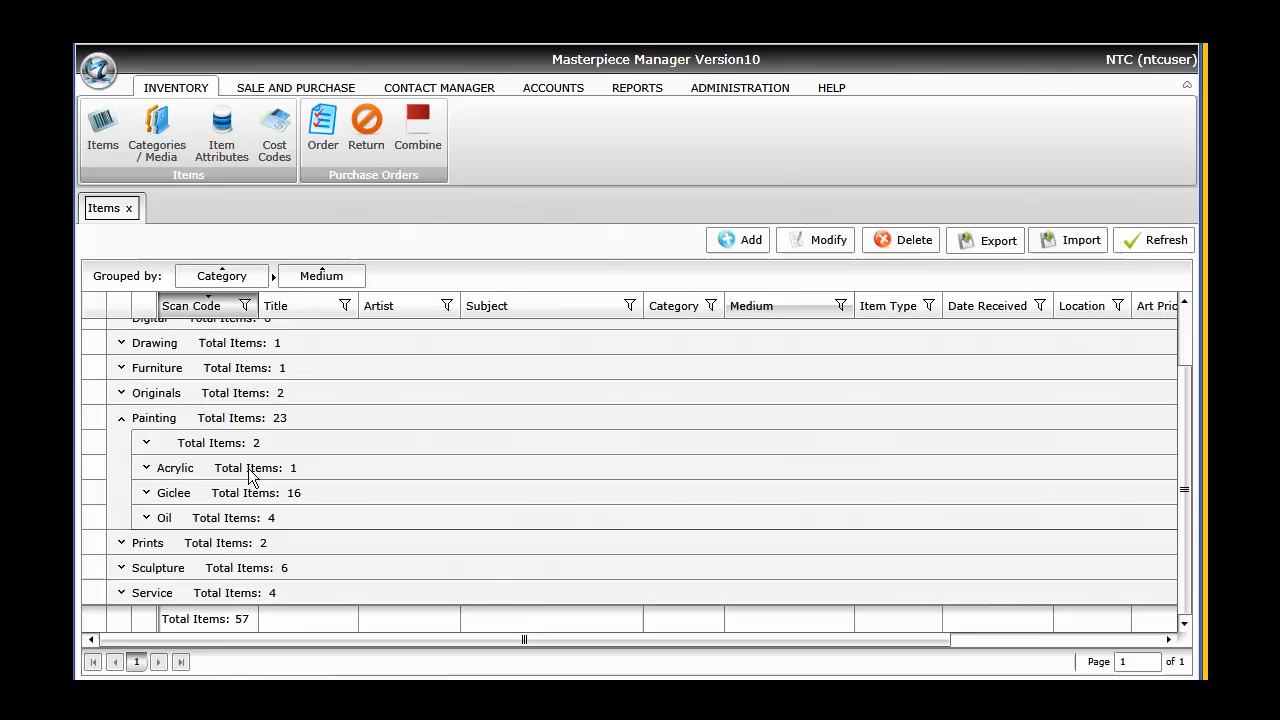 Masterpiece Manager Version10 NTC (ntcuser)
INVENTORY SALE AND PURCHASE CONTACT MANAGER ACCOUNTS REPORTS ADMINISTRATION HELP
Items Categories / Media Item Attributes Cost Codes Order Return Combine
Items Purchase Orders
Items x
Add Modify Delete Export Import Refresh
Grouped by: Category Medium
Scan Code Title Artist Subject Category Medium Item Type Date Received Location Art Pric
Digital Total Items: 6
Drawing Total Items: 1
Furniture Total Items: 1
Originals Total Items: 2
Painting Total Items: 23
Total Items: 2
Acrylic Total Items: 1
Giclee Total Items: 16
Oil Total Items: 4
Prints Total Items: 2
Sculpture Total Items: 6
Service Total Items: 4
Total Items: 57
1 Page 1 of 1